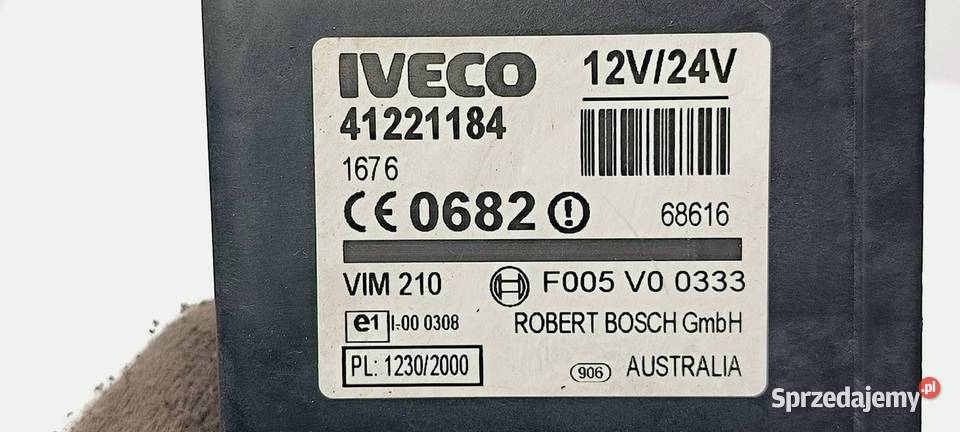 IVECO 12V/24V
41221184
1676
CE 0682 68616
VIM 210 F005 V0 0333
e1 I-00 0308 ROBERT BOSCH GmbH
PL: 1230/2000 906 AUSTRALIA
Sprzedajemy.pl